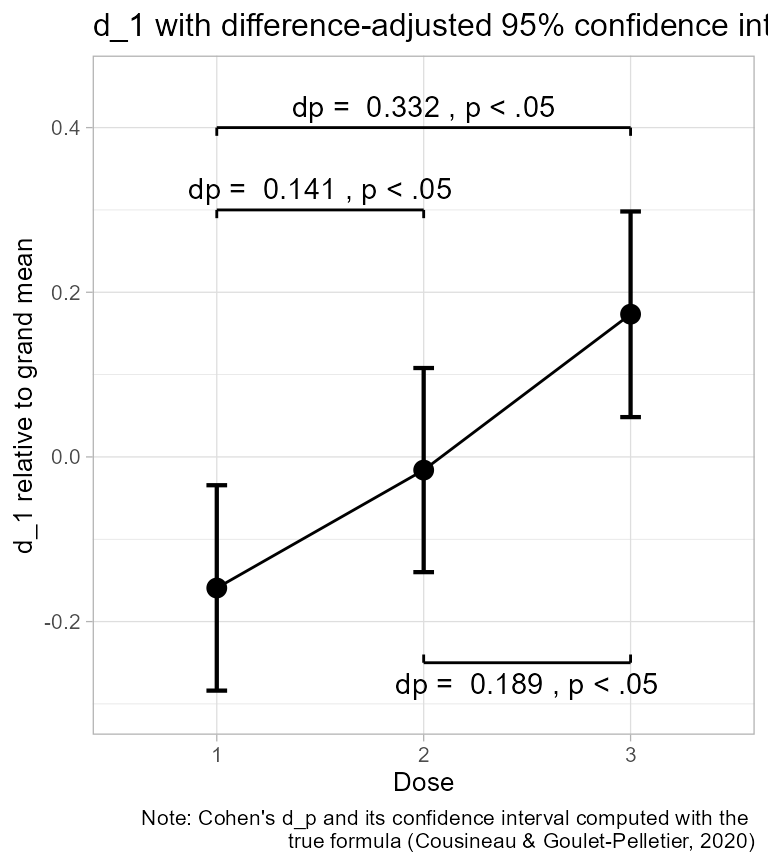 d_1 with difference-adjusted 95% confidence int
dp =  0.332 , p < .05
0.4
dp =  0.141 , p < .05
0.2
0.0
-0.2
d_1 relative to grand mean
dp =  0.189 , p < .05
1 2 3
Dose
Note: Cohen's d_p and its confidence interval computed with the
true formula (Cousineau & Goulet-Pelletier, 2020)